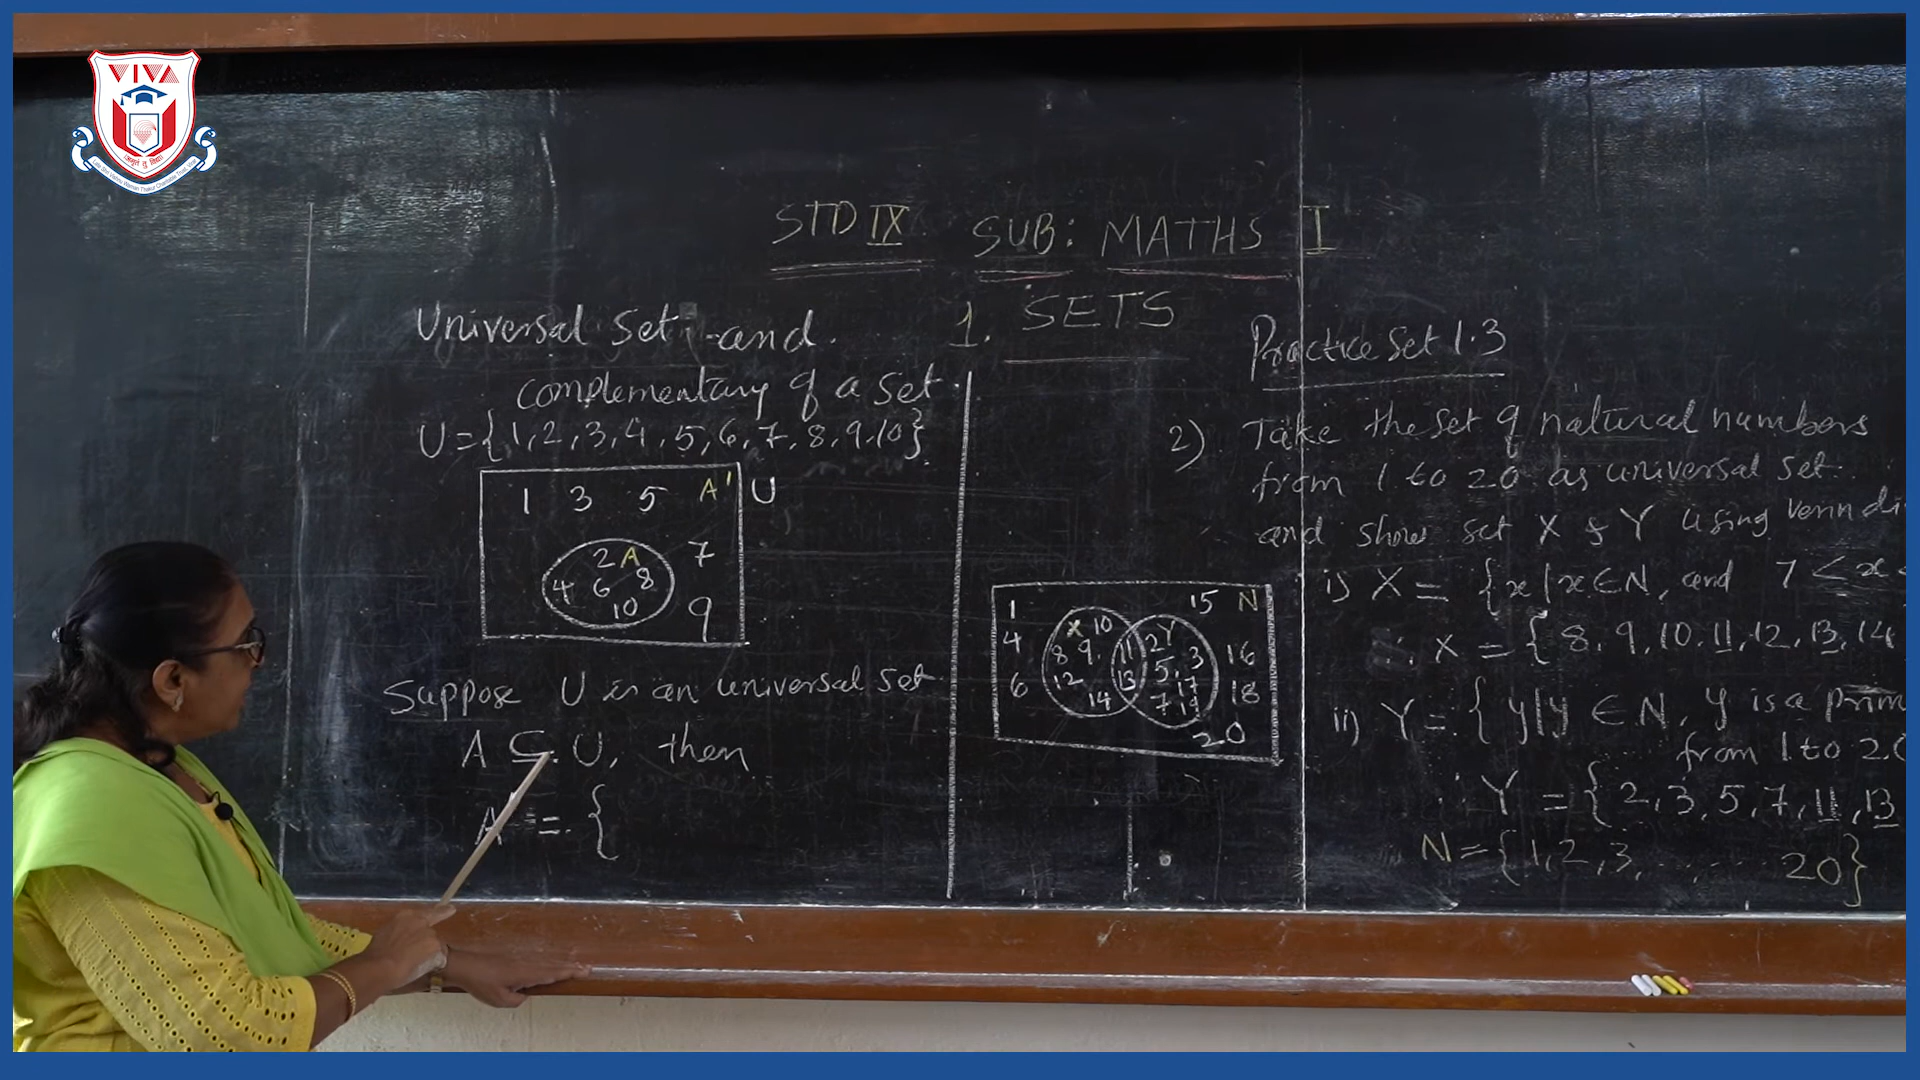 VIVA
STD IX SUB: MATHS I
1. SETS
Universal Set and
complementary of a set.
U={1,2,3,4,5,6,7,8,9,10}
1 3 5 A' U
2 A 7
4 6 8
10 9
Suppose U is an universal set
A ⊆ U, then
A = {
1 15 N
4 X 10 2 Y
8 9 11 5, 3 16
6 12 13 17 18
14 7 19
20
Practice Set 1.3
2) Take the set of natural numbers
from 1 to 20 as universal set.
and show set X & Y using venn di
i) X = {x/x∈N, and 7 < x <
∴ X = {8, 9, 10, 11, 12, 13, 14
ii) Y = {y/y ∈ N, y is a prim
from 1 to 20
∴ Y = {2, 3, 5, 7, 11, 13
N={1,2,3, ...... 20}